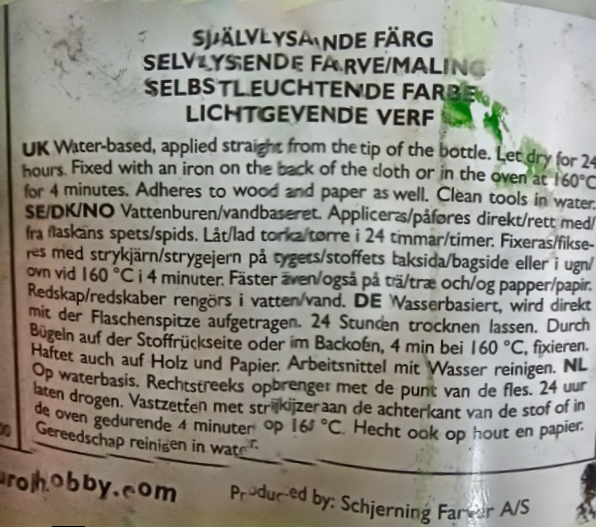 SJÄLVLYSANDE FÄRG
SELVLYSENDE FARVE/MALING
SELBSTLEUCHTENDE FARBE
LICHTGEVENDE VERF
UK Water-based, applied straight from the tip of the bottle. Let dry for 24
hours. Fixed with an iron on the back of the cloth or in the oven at 160°C
for 4 minutes. Adheres to wood and paper as well. Clean tools in water.
SE/DK/NO Vattenburen/vandbaseret. Appliceras/påføres direkt/rett med/
fra flaskans spets/spids. Låt/lad torka/tørre i 24 timmar/timer. Fixeras/fikse-
res med strykjärn/strygejern på tygets/stoffets baksida/bagside eller i ugn/
ovn vid 160 °C i 4 minuter. Fäster även/også på trä/træ och/og papper/papir.
Redskap/redskaber rengörs i vatten/vand. DE Wasserbasiert, wird direkt
mit der Flaschenspitze aufgetragen. 24 Stunden trocknen lassen. Durch
Bügeln auf der Stoffrückseite oder im Backofen, 4 min bei 160 °C, fixieren.
Haftet auch auf Holz und Papier. Arbeitsmittel mit Wasser reinigen. NL
Op waterbasis. Rechtstreeks opbrengen met de punt van de fles. 24 uur
laten drogen. Vastzetten met strijkijzer aan de achterkant van de stof of in
de oven gedurende 4 minuten op 160 °C. Hecht ook op hout en papier.
Gereedschap reinigen in water.
hobby.com
Produced by: Schjerning Farver A/S